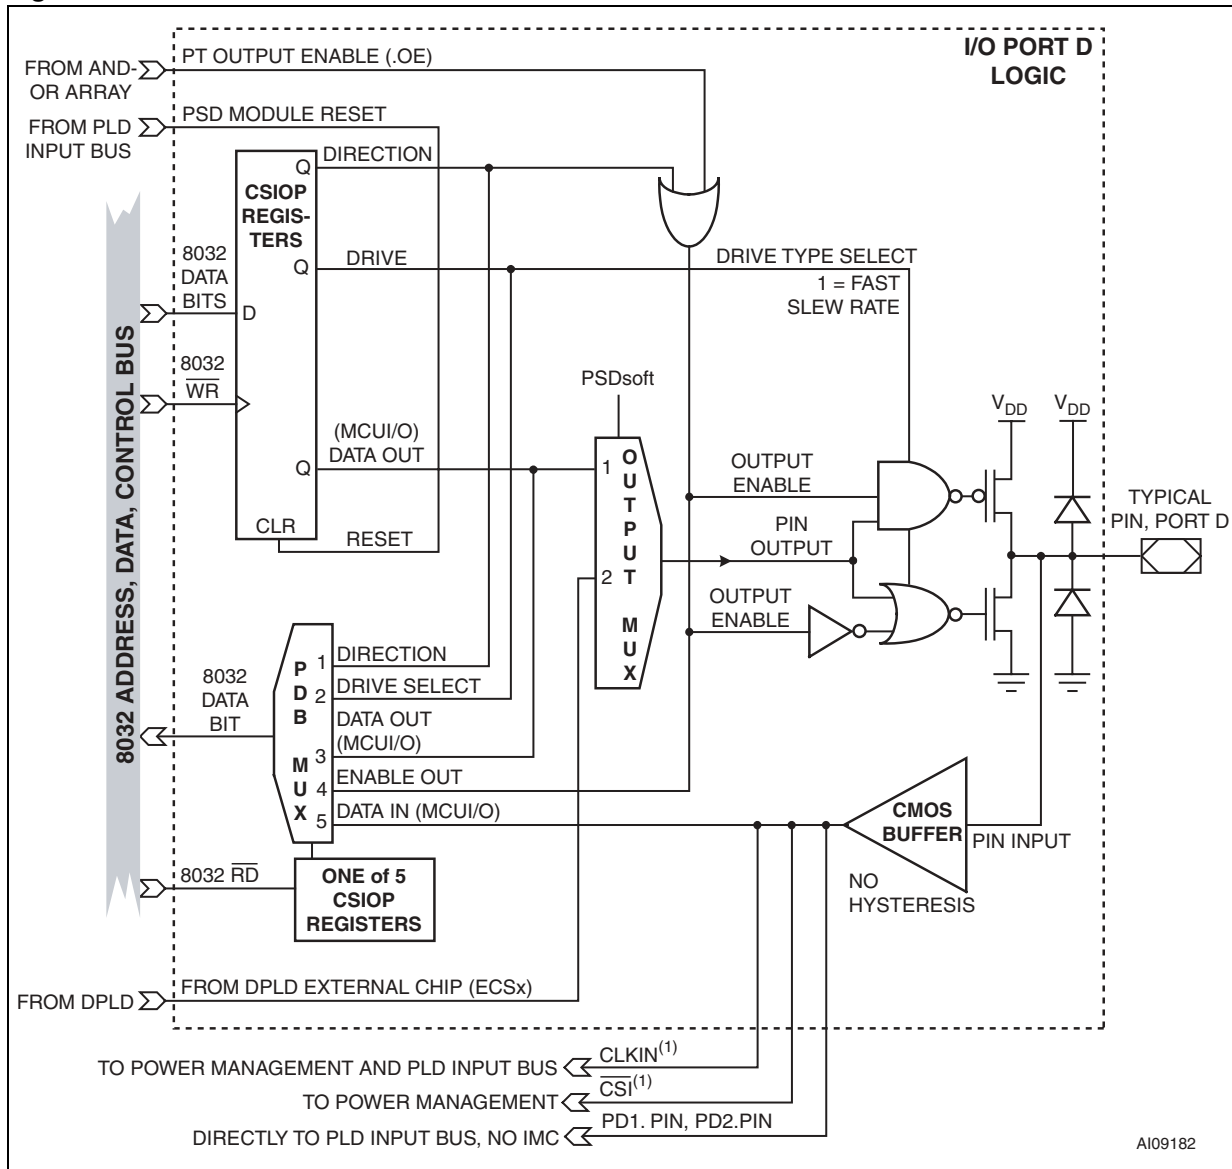 I/O PORT D
LOGIC
PT OUTPUT ENABLE (.OE)
FROM AND-
OR ARRAY
PSD MODULE RESET
FROM PLD
INPUT BUS
DIRECTION
Q
CSIOP
REGIS-
TERS
8032
DATA
BITS
Q
DRIVE
DRIVE TYPE SELECT
1 = FAST
SLEW RATE
D
8032 ADDRESS, DATA, CONTROL BUS
8032
WR
PSDsoft
VDD
VDD
(MCUI/O)
DATA OUT
Q
1
OUTPUT MUX
OUTPUT
ENABLE
TYPICAL
PIN, PORT D
CLR
RESET
PIN
OUTPUT
2
OUTPUT
ENABLE
PDB MUX
1
DIRECTION
8032
DATA
BIT
2
DRIVE SELECT
DATA OUT
(MCUI/O)
3
4
ENABLE OUT
5
DATA IN (MCUI/O)
CMOS
BUFFER
PIN INPUT
8032 RD
ONE of 5
CSIOP
REGISTERS
NO
HYSTERESIS
FROM DPLD
FROM DPLD EXTERNAL CHIP (ECSx)
TO POWER MANAGEMENT AND PLD INPUT BUS
CLKIN(1)
TO POWER MANAGEMENT
CSI(1)
DIRECTLY TO PLD INPUT BUS, NO IMC
PD1. PIN, PD2.PIN
AI09182